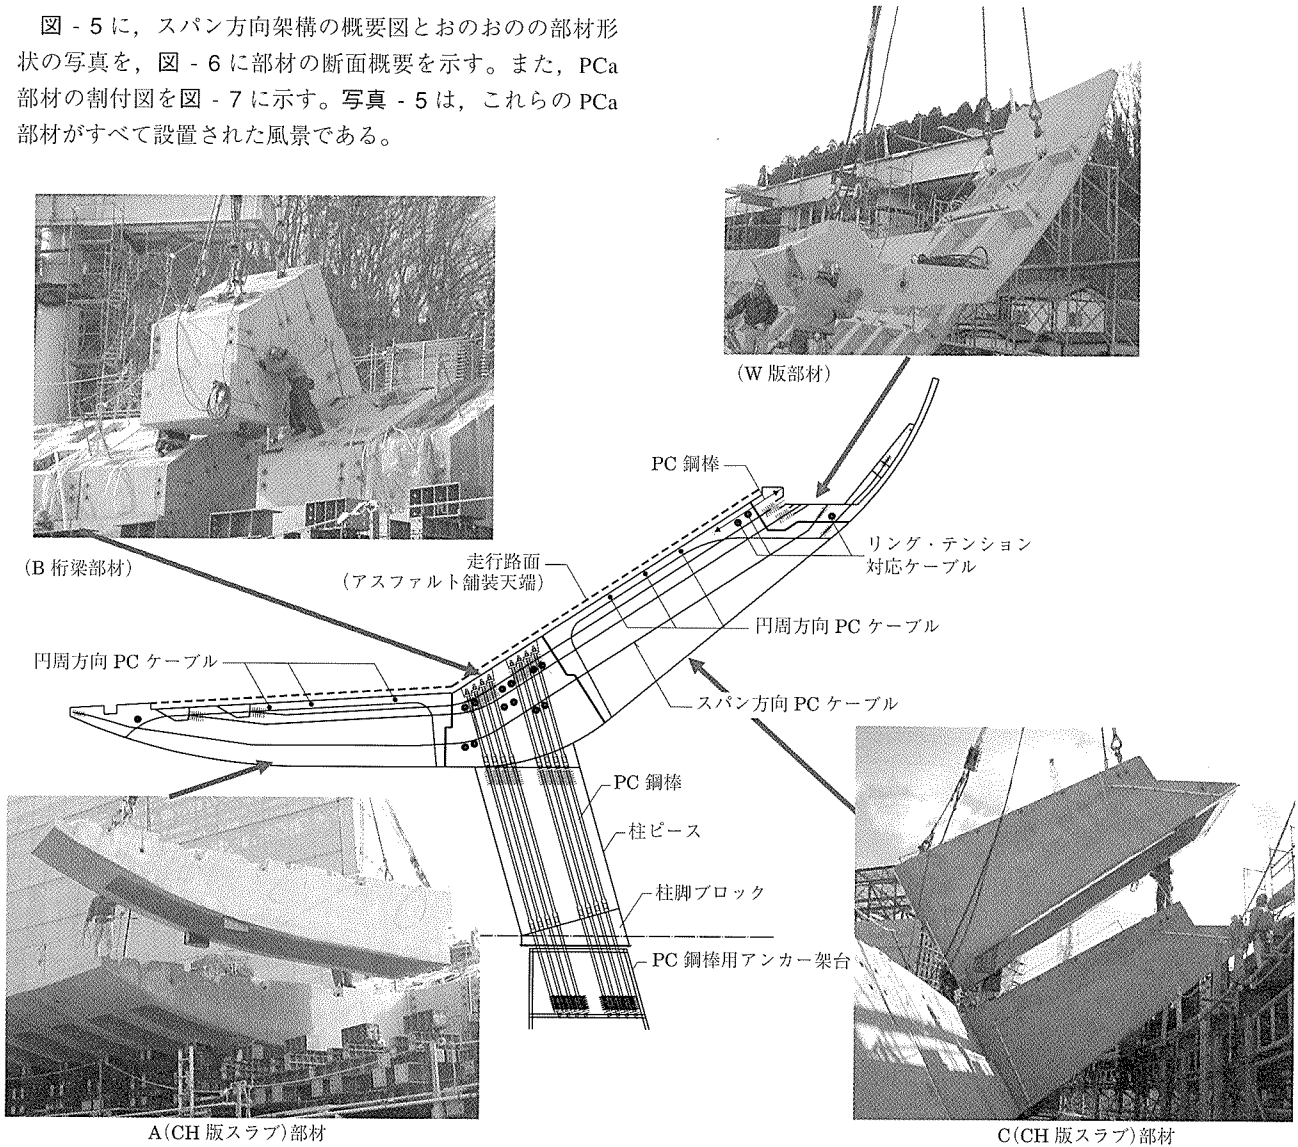 図 - 5 に，スパン方向架構の概要図とおのおのの部材形
状の写真を，図 - 6 に部材の断面概要を示す。また，PCa
部材の割付図を図 - 7 に示す。写真 - 5 は，これらの PCa
部材がすべて設置された風景である。
(W 版部材)
PC 鋼棒
(B 桁梁部材)
走行路面
(アスファルト舗装天端)
リング・テンション
対応ケーブル
円周方向 PC ケーブル
円周方向 PC ケーブル
スパン方向 PC ケーブル
PC 鋼棒
柱ピース
柱脚ブロック
PC 鋼棒用アンカー架台
A(CH 版スラブ)部材
C(CH 版スラブ)部材